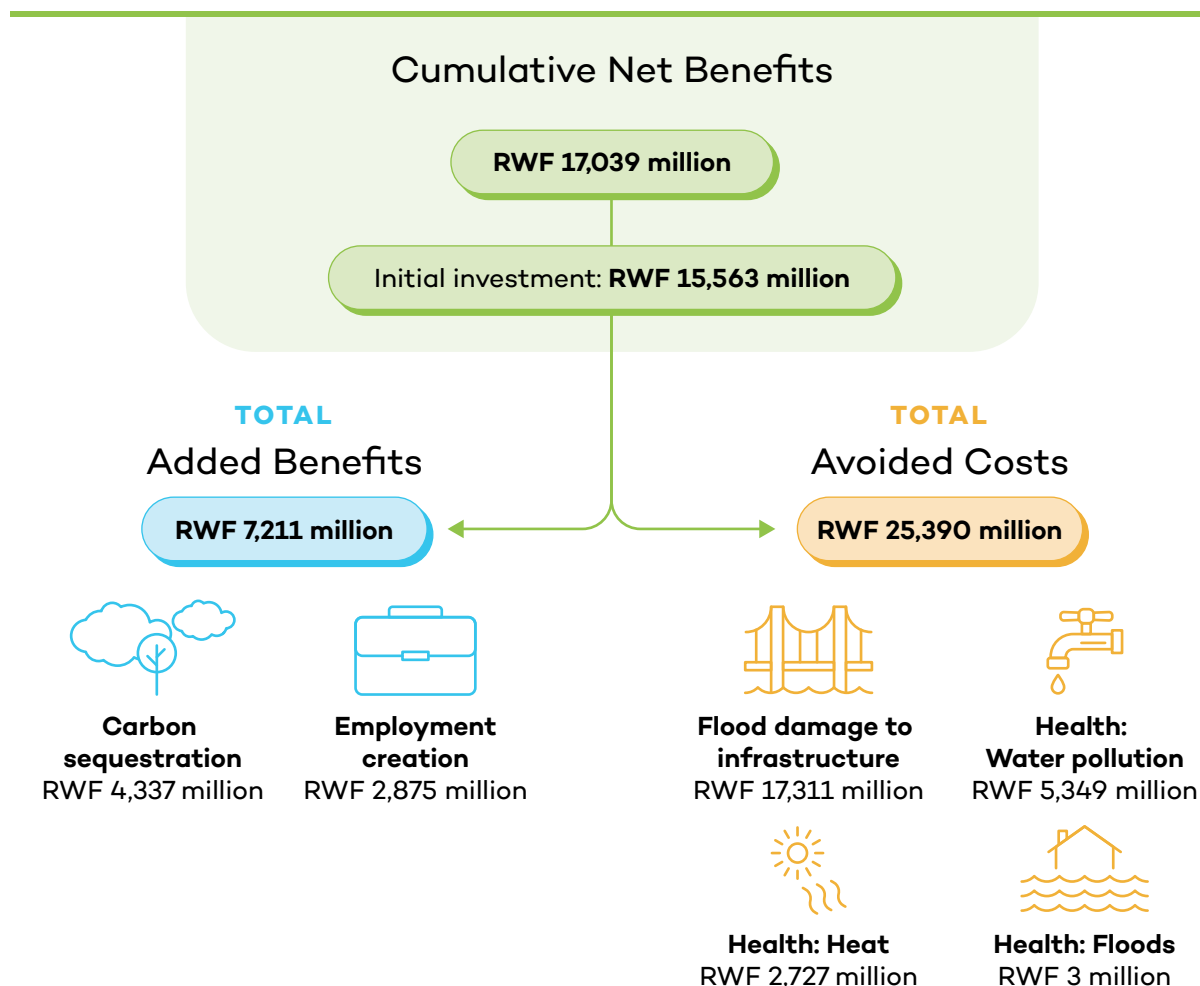 Cumulative Net Benefits
RWF 17,039 million
Initial investment: RWF 15,563 million
TOTAL
Added Benefits
RWF 7,211 million
Carbon
sequestration
RWF 4,337 million
Employment
creation
RWF 2,875 million
TOTAL
Avoided Costs
RWF 25,390 million
Flood damage to
infrastructure
RWF 17,311 million
Health:
Water pollution
RWF 5,349 million
Health: Heat
RWF 2,727 million
Health: Floods
RWF 3 million